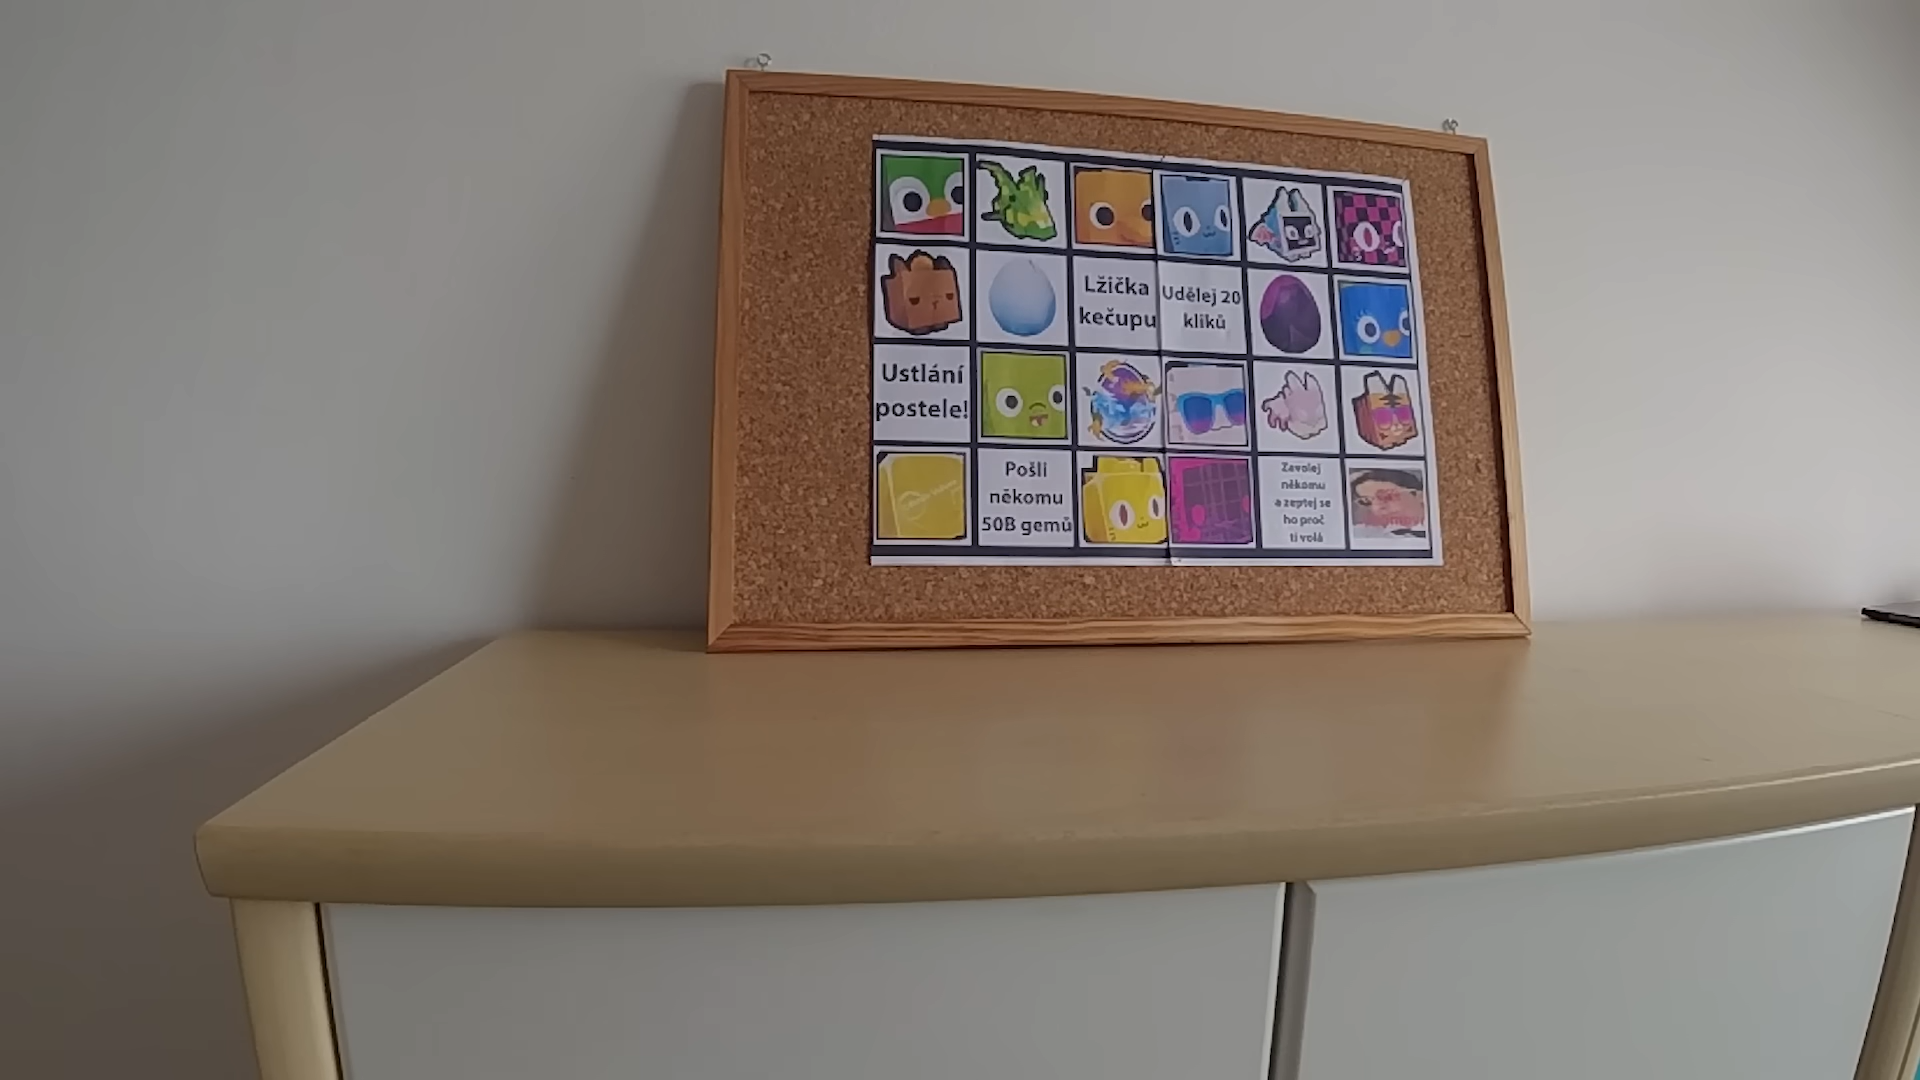 Lžička
kečupu
Udělej 20
kliků
Ustlání
postele!
Pošli
někomu
50B gemů
Zavolej
někomu
a zeptej se
ho proč
ti volá